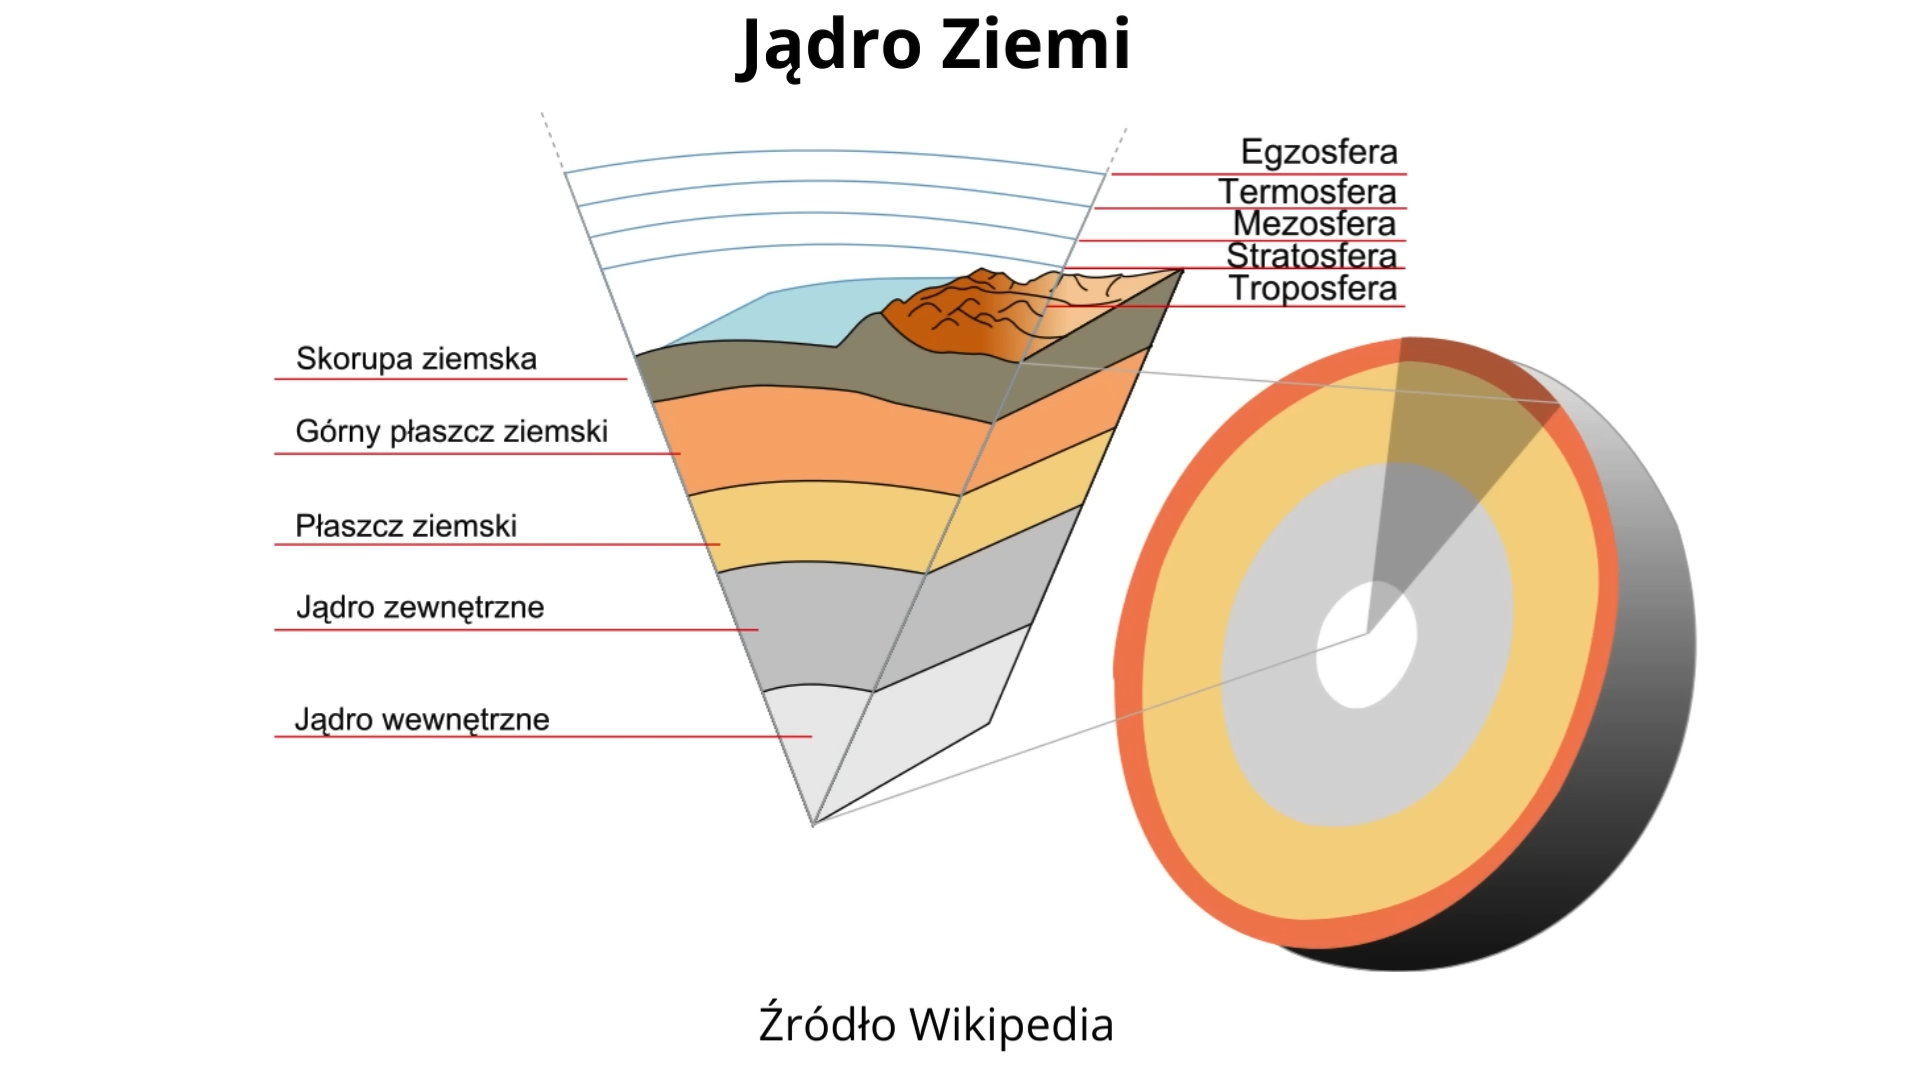 Jądro Ziemi
Egzosfera
Termosfera
Mezosfera
Stratosfera
Troposfera
Skorupa ziemska
Górny płaszcz ziemski
Płaszcz ziemski
Jądro zewnętrzne
Jądro wewnętrzne
Źródło Wikipedia